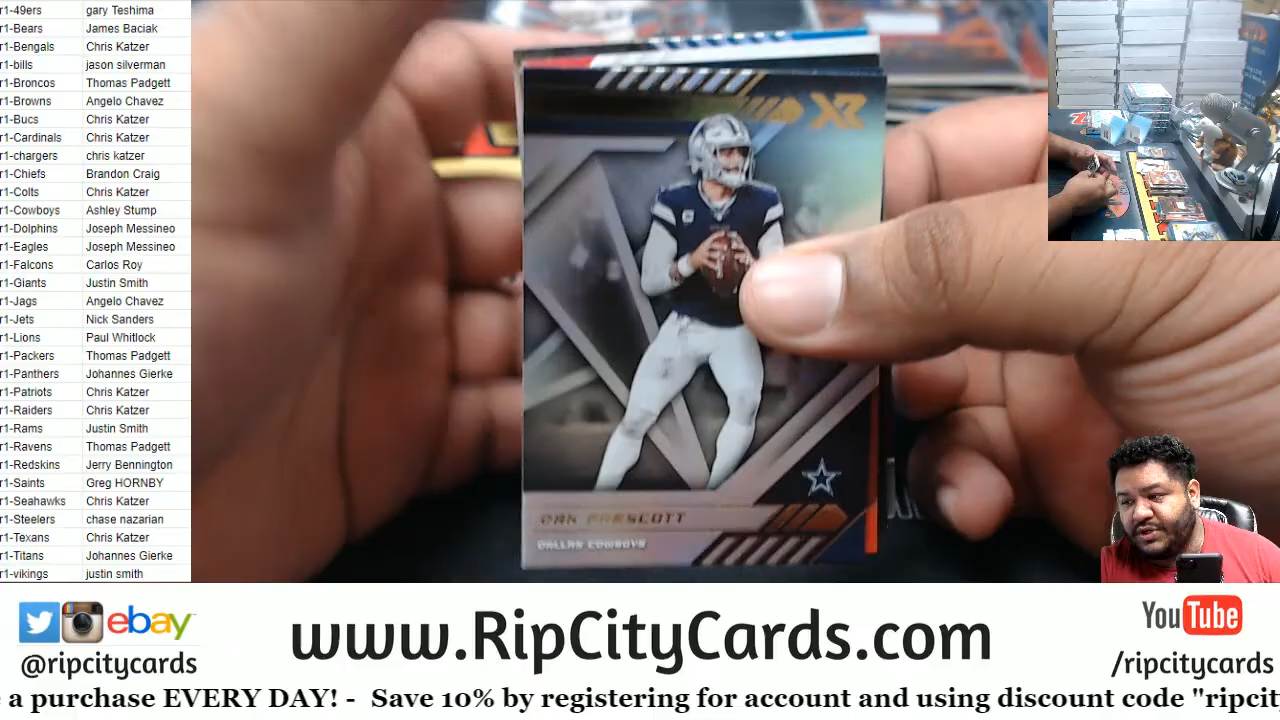 r1-49ers gary Teshima
r1-Bears James Baciak
r1-Bengals Chris Katzer
r1-bills jason silverman
r1-Broncos Thomas Padgett
r1-Browns Angelo Chavez
r1-Bucs Chris Katzer
r1-Cardinals Chris Katzer
r1-chargers chris katzer
r1-Chiefs Brandon Craig
r1-Colts Chris Katzer
r1-Cowboys Ashley Stump
r1-Dolphins Joseph Messineo
r1-Eagles Joseph Messineo
r1-Falcons Carlos Roy
r1-Giants Justin Smith
r1-Jags Angelo Chavez
r1-Jets Nick Sanders
r1-Lions Paul Whitlock
r1-Packers Thomas Padgett
r1-Panthers Johannes Gierke
r1-Patriots Chris Katzer
r1-Raiders Chris Katzer
r1-Rams Justin Smith
r1-Ravens Thomas Padgett
r1-Redskins Jerry Bennington
r1-Saints Greg HORNBY
r1-Seahawks Chris Katzer
r1-Steelers chase nazarian
r1-Texans Chris Katzer
r1-Titans Johannes Gierke
r1-vikings justin smith
XR
DAK PRESCOTT
DALLAS COWBOYS
ebay
@ripcitycards
www.RipCityCards.com
YouTube
/ripcitycards
e a purchase EVERY DAY! - Save 10% by registering for account and using discount code "ripcity